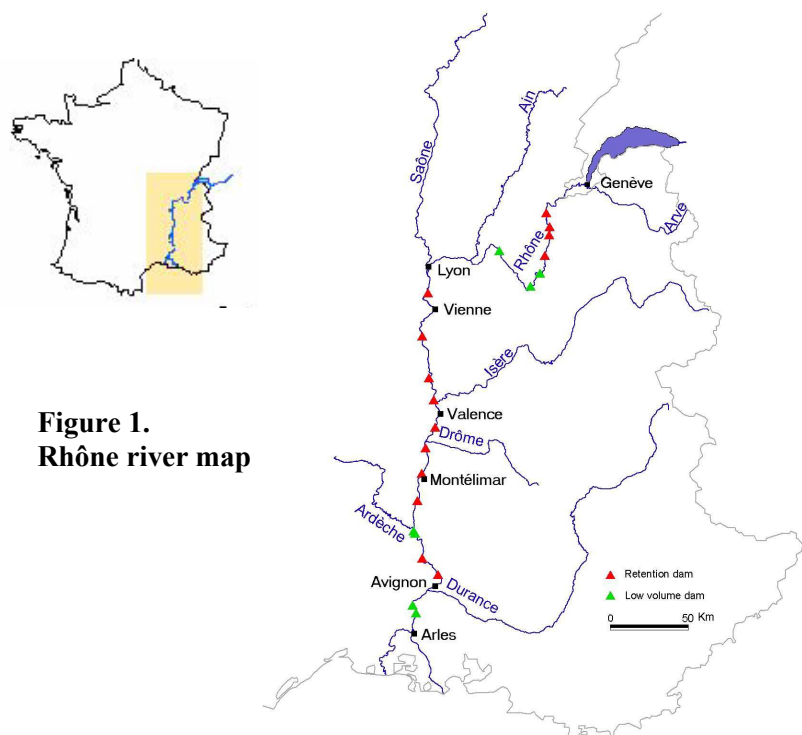 Figure 1.
Rhône river map
Saône
Ain
Genève
Arve
Rhône
Lyon
Vienne
Isère
Valence
Drôme
Montélimar
Ardèche
Avignon
Durance
Arles
Retention dam
Low volume dam
0 50 Km